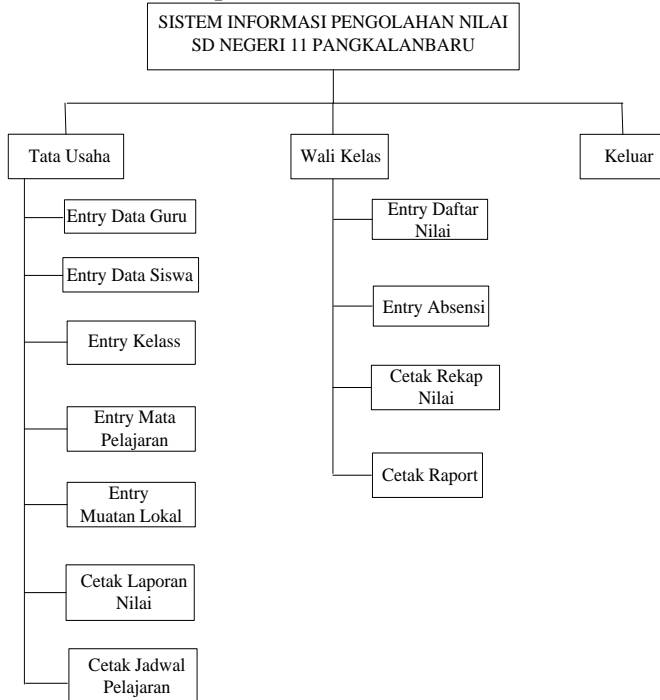 SISTEM INFORMASI PENGOLAHAN NILAI
SD NEGERI 11 PANGKALANBARU
Tata Usaha
Wali Kelas
Keluar
Entry Data Guru
Entry Data Siswa
Entry Kelass
Entry Mata
Pelajaran
Entry
Muatan Lokal
Cetak Laporan
Nilai
Cetak Jadwal
Pelajaran
Entry Daftar
Nilai
Entry Absensi
Cetak Rekap
Nilai
Cetak Raport